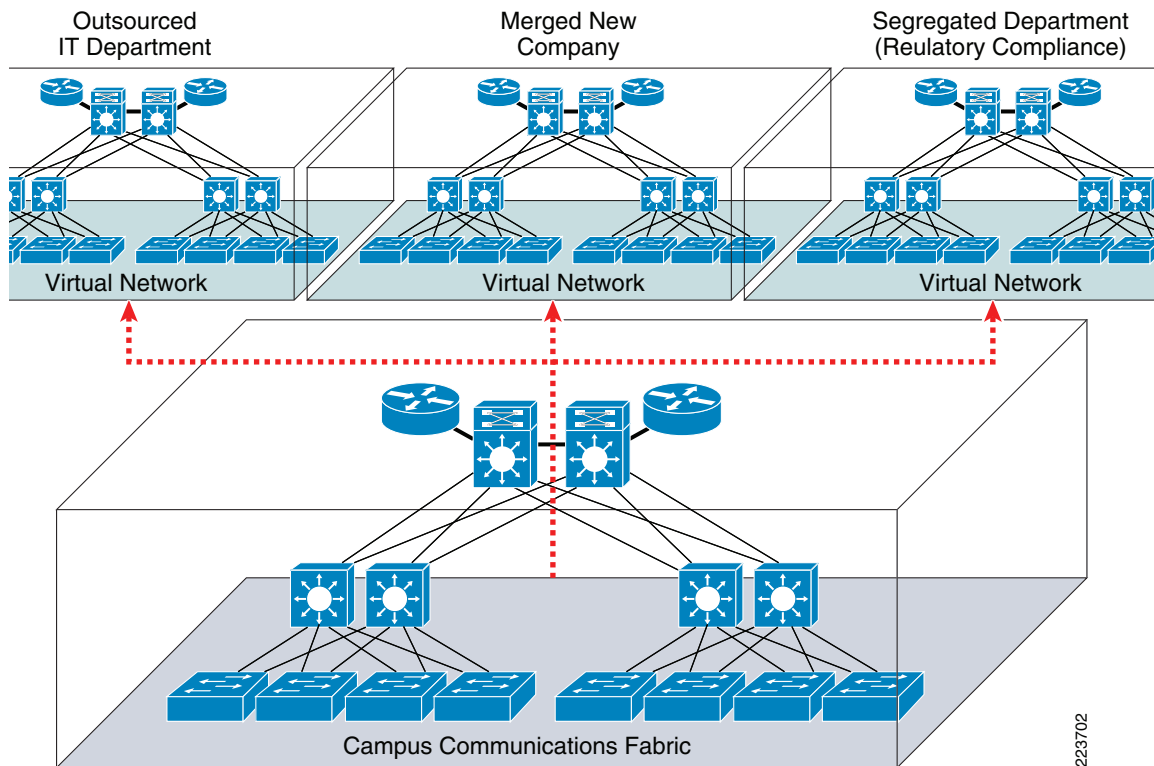 Outsourced
IT Department
Merged New
Company
Segregated Department
(Reulatory Compliance)
Virtual Network
Virtual Network
Virtual Network
Campus Communications Fabric
223702